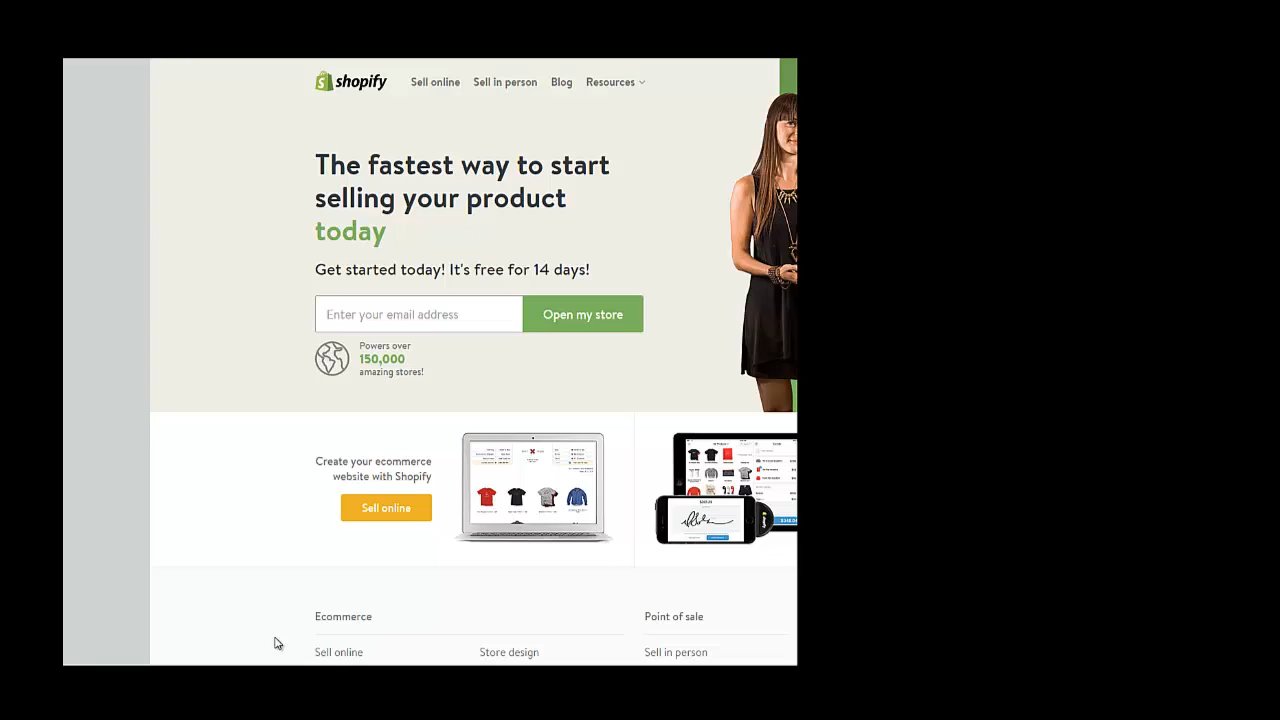 shopify Sell online Sell in person Blog Resources
The fastest way to start
selling your product
today
Get started today! It's free for 14 days!
Enter your email address Open my store
Powers over
150,000
amazing stores!
Create your ecommerce
website with Shopify
Sell online
Ecommerce Point of sale
Sell online Store design Sell in person